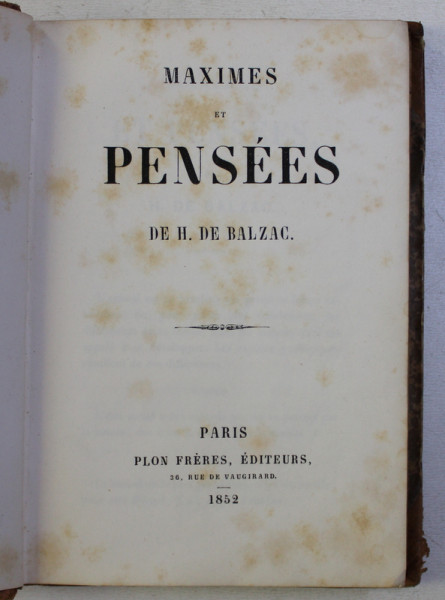 MAXIMES
ET
PENSÉES
DE H. DE BALZAC.
PARIS
PLON FRÈRES, ÉDITEURS,
36, RUE DE VAUGIRARD.
1852